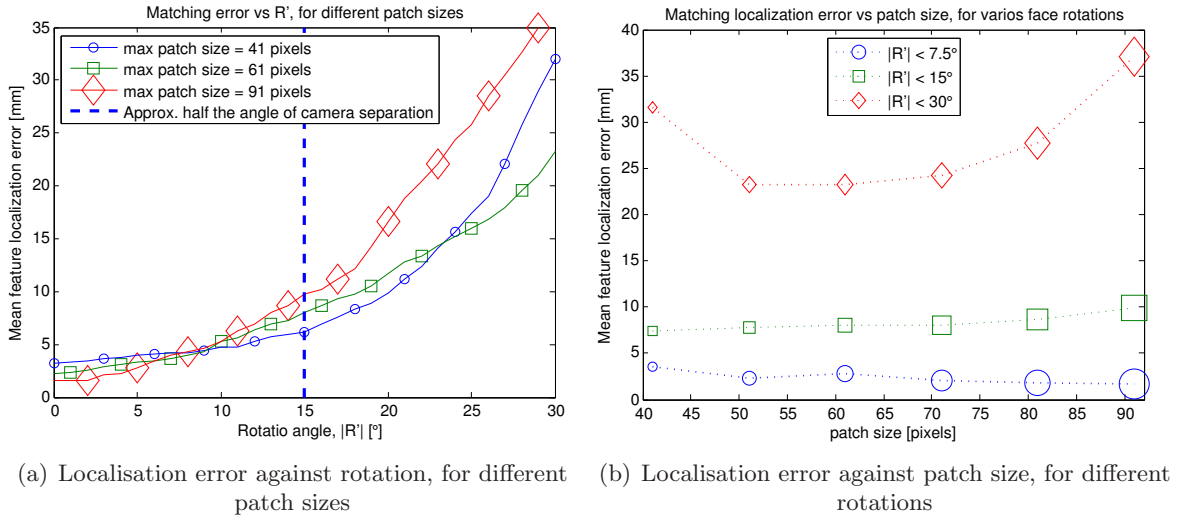 Matching error vs R', for different patch sizes
35
30
25
20
15
10
5
0
Mean feature localization error [mm]
max patch size = 41 pixels
max patch size = 61 pixels
max patch size = 91 pixels
Approx. half the angle of camera separation
0 5 10 15 20 25 30
Rotatio angle, |R'| [°]
(a) Localisation error against rotation, for different
patch sizes
Matching localization error vs patch size, for varios face rotations
40
35
30
25
20
15
10
5
0
Mean feature localization error [mm]
|R'| < 7.5°
|R'| < 15°
|R'| < 30°
40 45 50 55 60 65 70 75 80 85 90
patch size [pixels]
(b) Localisation error against patch size, for different
rotations